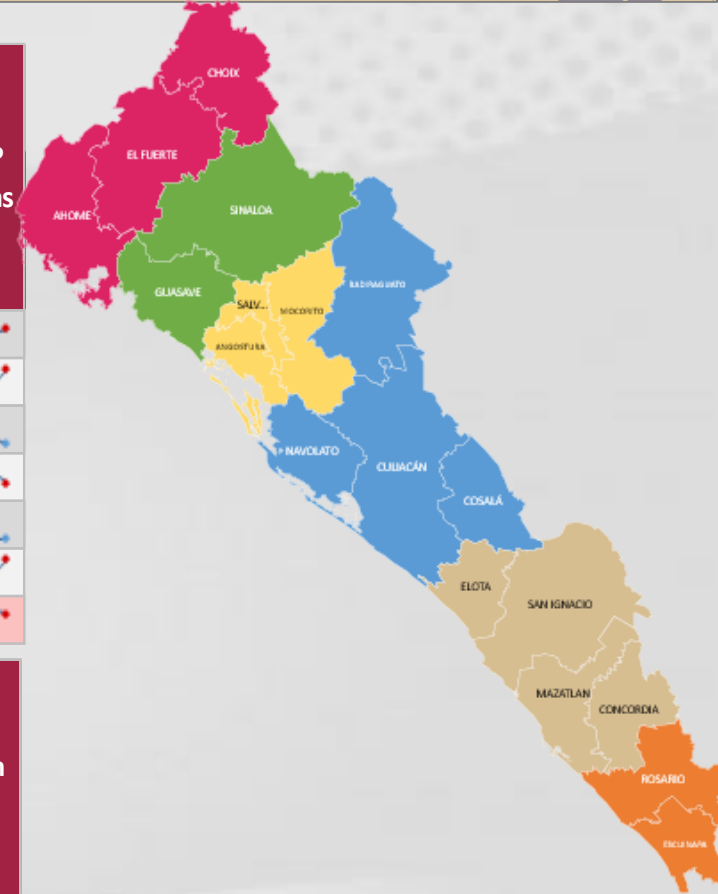 CHOIX
EL FUERTE
AHOME
SINALOA
GUASAVE
SALV...
MOCORITO
BADIRAGUATO
ANGOSTURA
NAVOLATO
CULIACÁN
COSALÁ
ELOTA
SAN IGNACIO
MAZATLAN
CONCORDIA
ROSARIO
ESCUINAPA